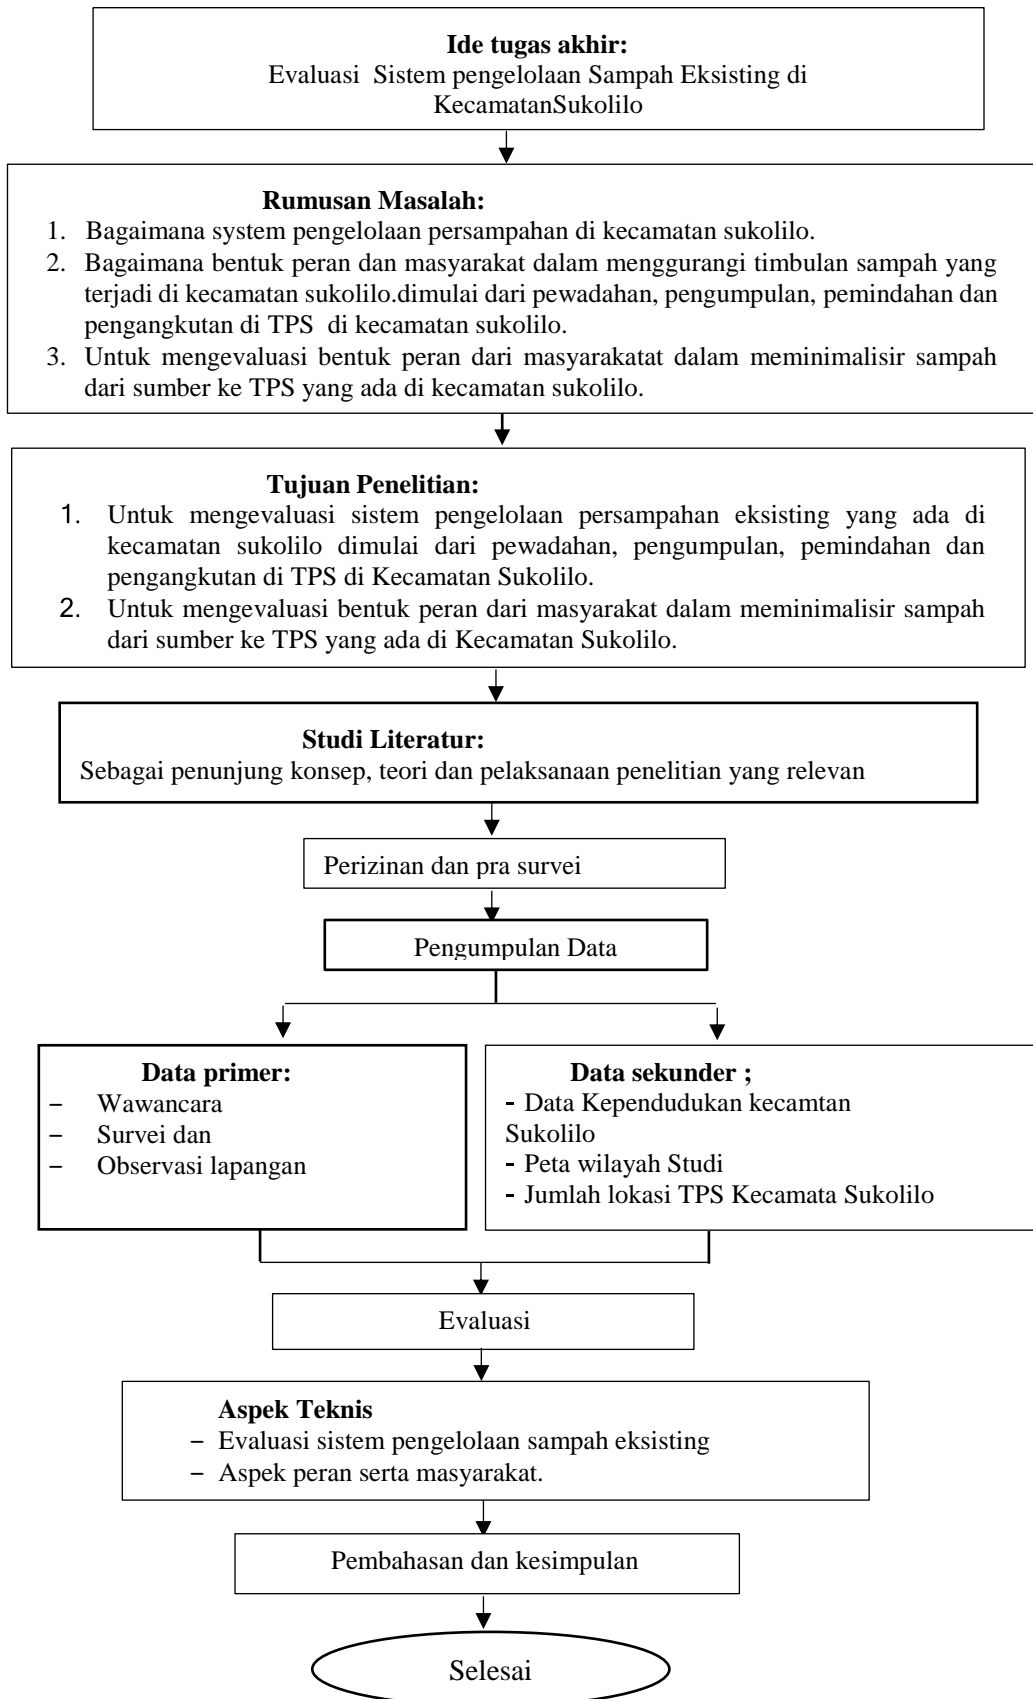 Ide tugas akhir:
Evaluasi Sistem pengelolaan Sampah Eksisting di
KecamatanSukolilo
Rumusan Masalah:
1. Bagaimana system pengelolaan persampahan di kecamatan sukolilo.
2. Bagaimana bentuk peran dan masyarakat dalam menggurangi timbulan sampah yang
terjadi di kecamatan sukolilo.dimulai dari pewadahan, pengumpulan, pemindahan dan
pengangkutan di TPS di kecamatan sukolilo.
3. Untuk mengevaluasi bentuk peran dari masyarakatat dalam meminimalisir sampah
dari sumber ke TPS yang ada di kecamatan sukolilo.
Tujuan Penelitian:
1. Untuk mengevaluasi sistem pengelolaan persampahan eksisting yang ada di
kecamatan sukolilo dimulai dari pewadahan, pengumpulan, pemindahan dan
pengangkutan di TPS di Kecamatan Sukolilo.
2. Untuk mengevaluasi bentuk peran dari masyarakat dalam meminimalisir sampah
dari sumber ke TPS yang ada di Kecamatan Sukolilo.
Studi Literatur:
Sebagai penunjung konsep, teori dan pelaksanaan penelitian yang relevan
Perizinan dan pra survei
Pengumpulan Data
Data primer:
– Wawancara
– Survei dan
– Observasi lapangan
Data sekunder ;
- Data Kependudukan kecamtan
Sukolilo
- Peta wilayah Studi
- Jumlah lokasi TPS Kecamata Sukolilo
Evaluasi
Aspek Teknis
– Evaluasi sistem pengelolaan sampah eksisting
– Aspek peran serta masyarakat.
Pembahasan dan kesimpulan
Selesai